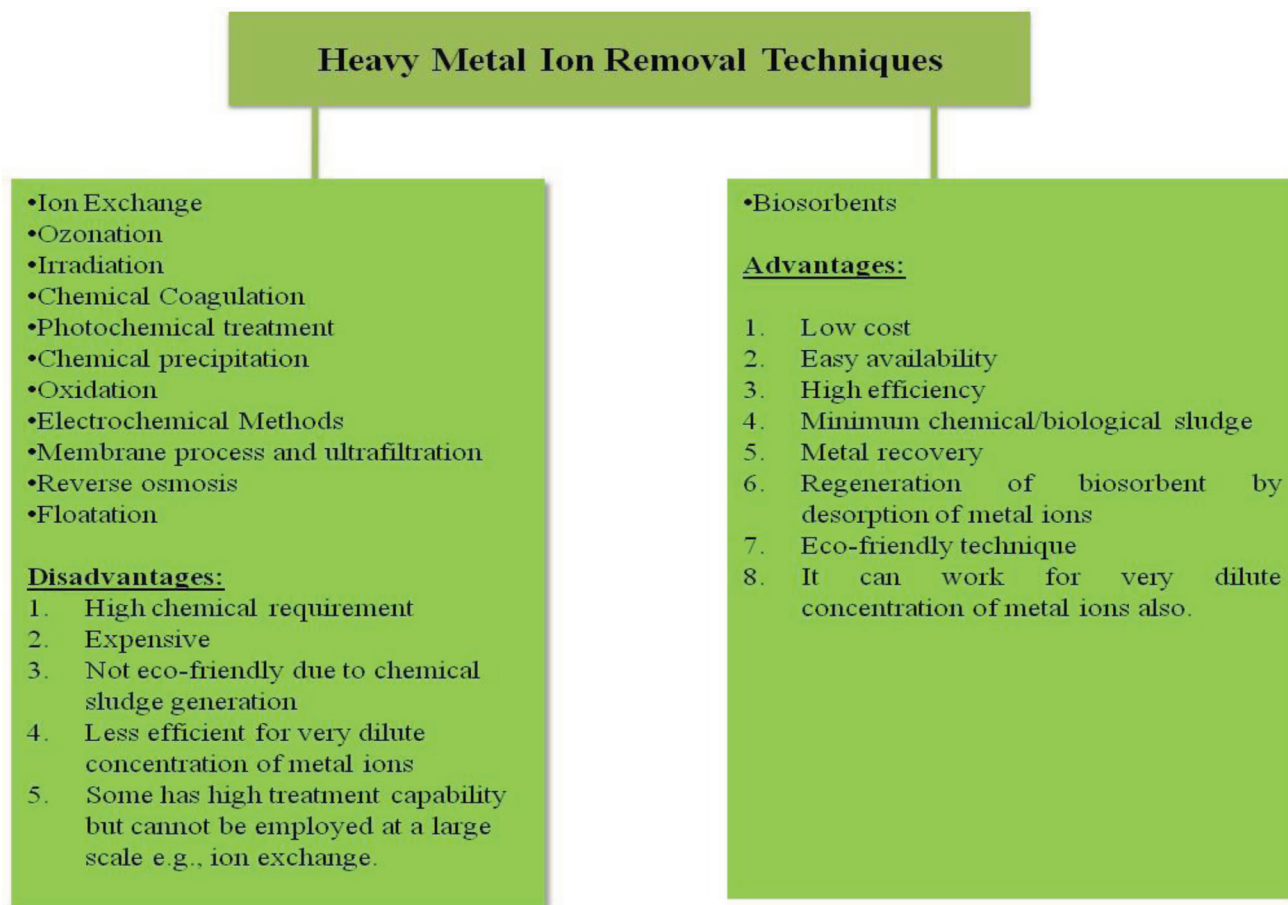 Heavy Metal Ion Removal Techniques
•Ion Exchange
•Ozonation
•Irradiation
•Chemical Coagulation
•Photochemical treatment
•Chemical precipitation
•Oxidation
•Electrochemical Methods
•Membrane process and ultrafiltration
•Reverse osmosis
•Floatation
Disadvantages:
1. High chemical requirement
2. Expensive
3. Not eco-friendly due to chemical
sludge generation
4. Less efficient for very dilute
concentration of metal ions
5. Some has high treatment capability
but cannot be employed at a large
scale e.g., ion exchange.
•Biosorbents
Advantages:
1. Low cost
2. Easy availability
3. High efficiency
4. Minimum chemical/biological sludge
5. Metal recovery
6. Regeneration of biosorbent by
desorption of metal ions
7. Eco-friendly technique
8. It can work for very dilute
concentration of metal ions also.